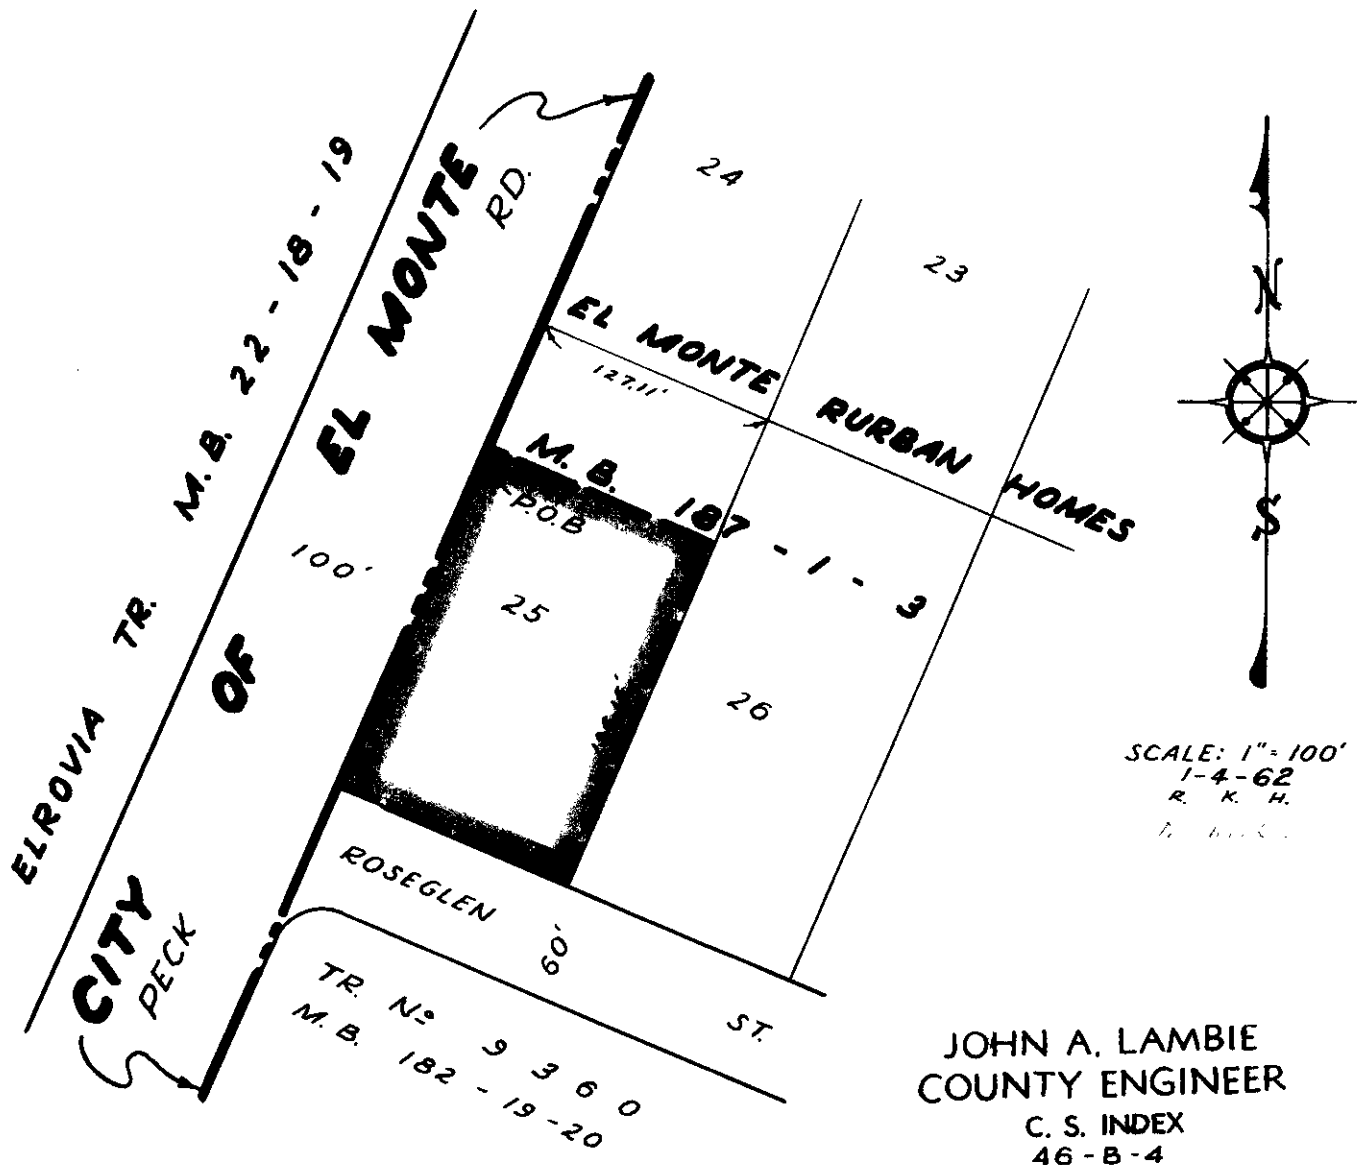 ELROVIA TR. M.B. 22-18-19
CITY OF EL MONTE
PECK RD.
100'
24
23
EL MONTE RURBAN HOMES
127.11'
M. B. 187-1-3
P.O.B
25
26
ROSEGLEN ST.
60'
TR. Nº 9360
M. B. 182-19-20
N
S
SCALE: 1"=100'
1-4-62
R. K. H.
JOHN A. LAMBIE
COUNTY ENGINEER
C. S. INDEX
46-B-4